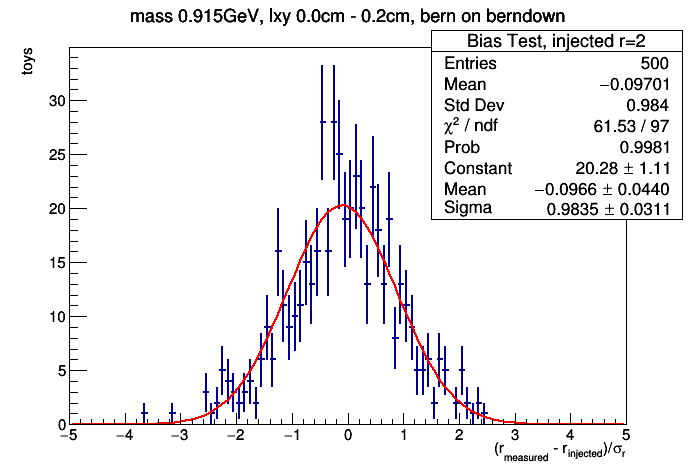 mass 0.915GeV, lxy 0.0cm - 0.2cm, bern on berndown
Bias Test, injected r=2
Entries 500
Mean −0.09701
Std Dev 0.984
χ² / ndf 61.53 / 97
Prob 0.9981
Constant 20.28 ± 1.11
Mean −0.0966 ± 0.0440
Sigma 0.9835 ± 0.0311
toys
30
25
20
15
10
5
0
−5 −4 −3 −2 −1 0 1 2 3 4 5
(r_measured - r_injected)/σ_r